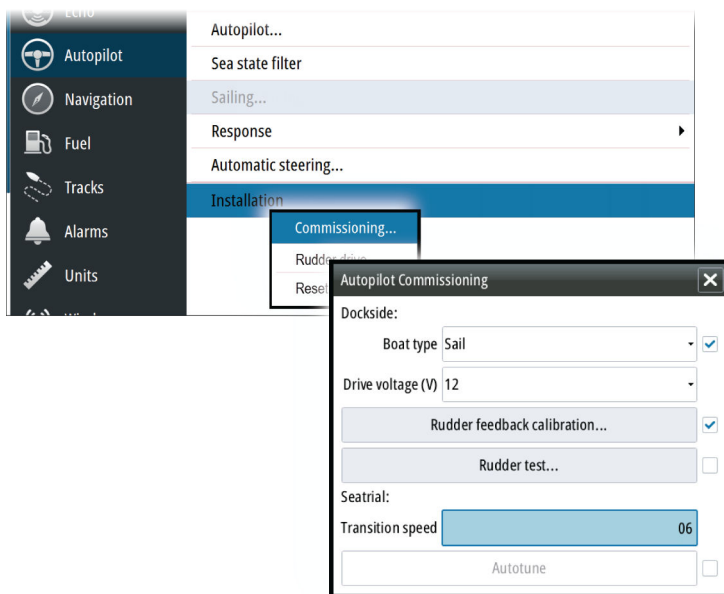 Echo
Autopilot
Navigation
Fuel
Tracks
Alarms
Units
Autopilot...
Sea state filter
Sailing...
Response
Automatic steering...
Installation
Commissioning...
Rudder drive
Reset
Autopilot Commissioning
Dockside:
Boat type Sail
Drive voltage (V) 12
Rudder feedback calibration...
Rudder test...
Seatrial:
Transition speed 06
Autotune